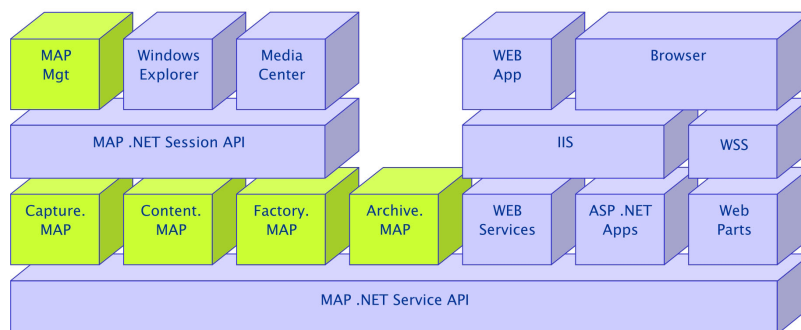 MAP
Mgt
Windows
Explorer
Media
Center
WEB
App
Browser
MAP .NET Session API
IIS
WSS
Capture.
MAP
Content.
MAP
Factory.
MAP
Archive.
MAP
WEB
Services
ASP .NET
Apps
Web
Parts
MAP .NET Service API